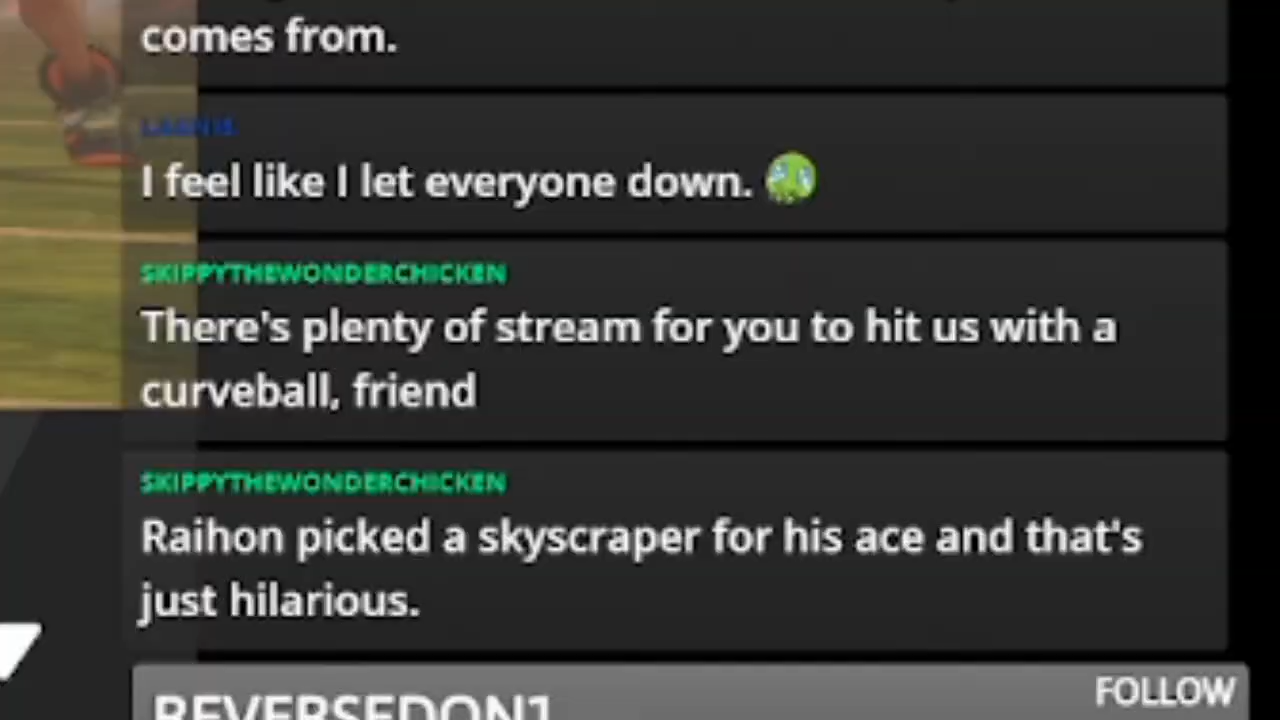 comes from.
I feel like I let everyone down.
SKIPPYTHEWONDERCHICKEN
There's plenty of stream for you to hit us with a
curveball, friend
SKIPPYTHEWONDERCHICKEN
Raihon picked a skyscraper for his ace and that's
just hilarious.
FOLLOW
REVERSEDON1